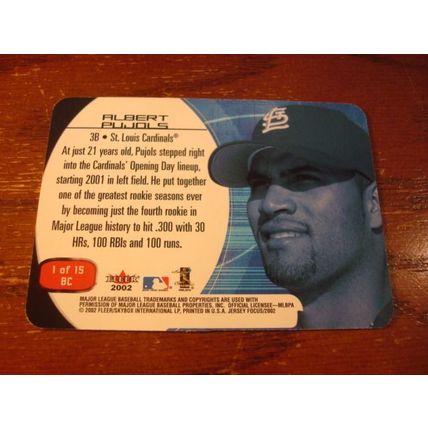 ALBERT
PUJOLS
3B • St. Louis Cardinals®
At just 21 years old, Pujols stepped right
into the Cardinals' Opening Day lineup,
starting 2001 in left field. He put together
one of the greatest rookie seasons ever
by becoming just the fourth rookie in
Major League history to hit .300 with 30
HRs, 100 RBIs and 100 runs.
1 of 15
BC
FLEER
2002
MAJOR LEAGUE BASEBALL TRADEMARKS AND COPYRIGHTS ARE USED WITH
PERMISSION OF MAJOR LEAGUE BASEBALL PROPERTIES, INC. OFFICIAL LICENSEE—MLBPA
© 2002 FLEER/SKYBOX INTERNATIONAL LP, PRINTED IN U.S.A. JERSEY FOCUS/2002
StL